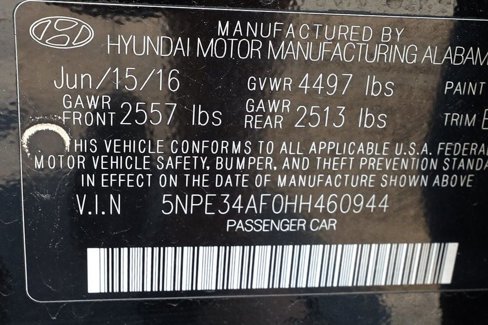 MANUFACTURED BY
HYUNDAI MOTOR MANUFACTURING ALABAM
Jun/15/16 GVWR 4497 lbs PAINT
GAWR FRONT 2557 lbs GAWR REAR 2513 lbs TRIM
THIS VEHICLE CONFORMS TO ALL APPLICABLE U.S.A. FEDERAL
MOTOR VEHICLE SAFETY, BUMPER, AND THEFT PREVENTION STANDA
IN EFFECT ON THE DATE OF MANUFACTURE SHOWN ABOVE
V.I.N 5NPE34AF0HH460944
PASSENGER CAR